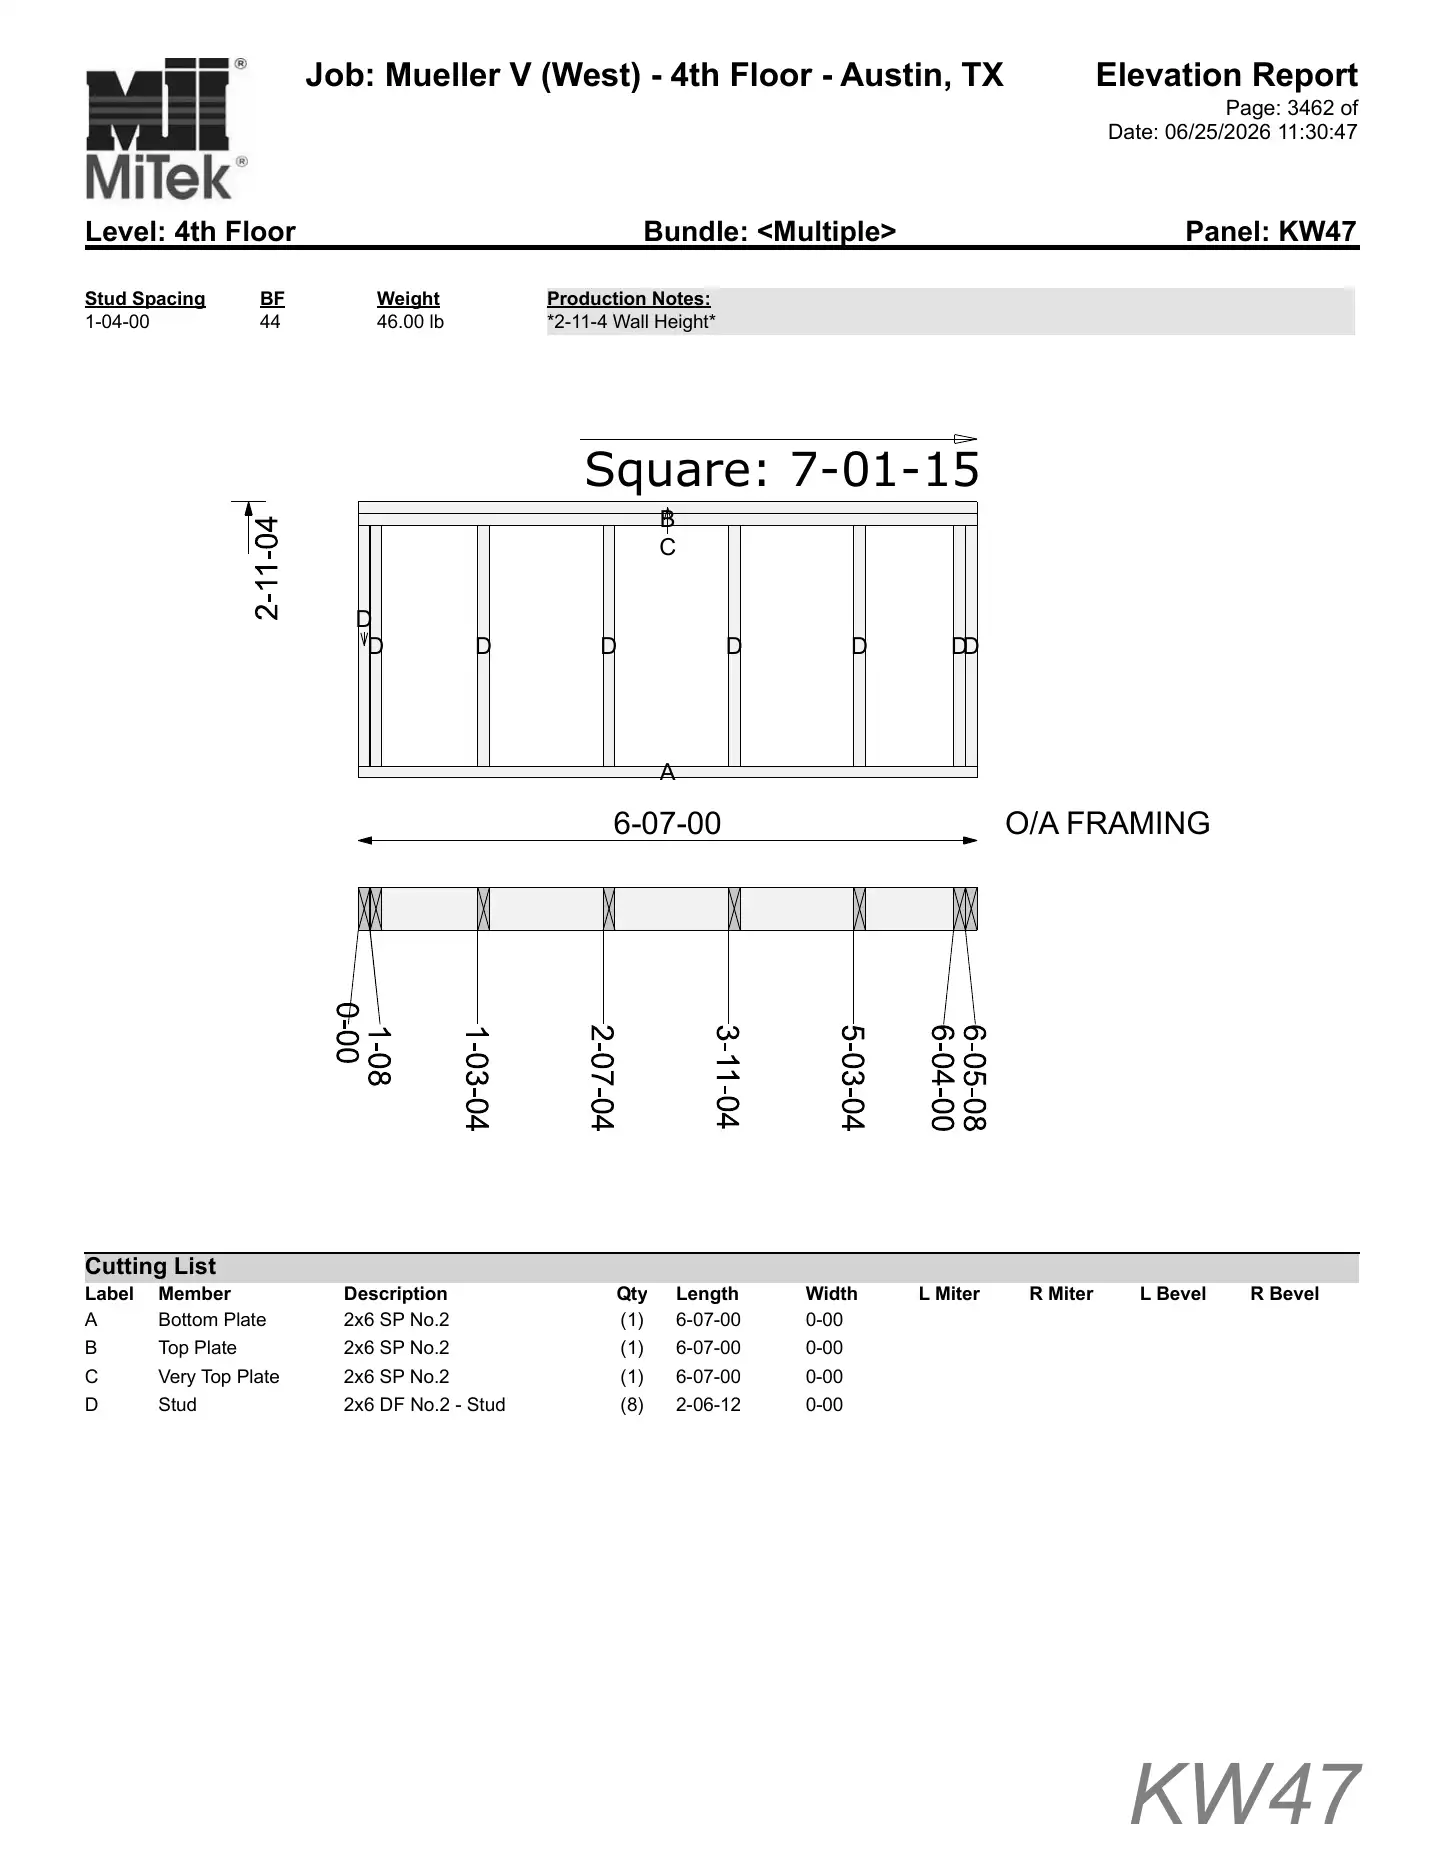 MiTek®
Job: Mueller V (West) - 4th Floor - Austin, TX
Elevation Report
Page: 3462 of
Date: 06/25/2026 11:30:47
Level: 4th Floor Bundle: <Multiple> Panel: KW47
Stud Spacing BF Weight Production Notes:
1-04-00 44 46.00 lb *2-11-4 Wall Height*
Square: 7-01-15
2-11-04
B
C
D
D D D D D D D
A
6-07-00 O/A FRAMING
0-00 1-08 1-03-04 2-07-04 3-11-04 5-03-04 6-04-00 6-05-08
Cutting List
Label Member Description Qty Length Width L Miter R Miter L Bevel R Bevel
A Bottom Plate 2x6 SP No.2 (1) 6-07-00 0-00
B Top Plate 2x6 SP No.2 (1) 6-07-00 0-00
C Very Top Plate 2x6 SP No.2 (1) 6-07-00 0-00
D Stud 2x6 DF No.2 - Stud (8) 2-06-12 0-00
KW47